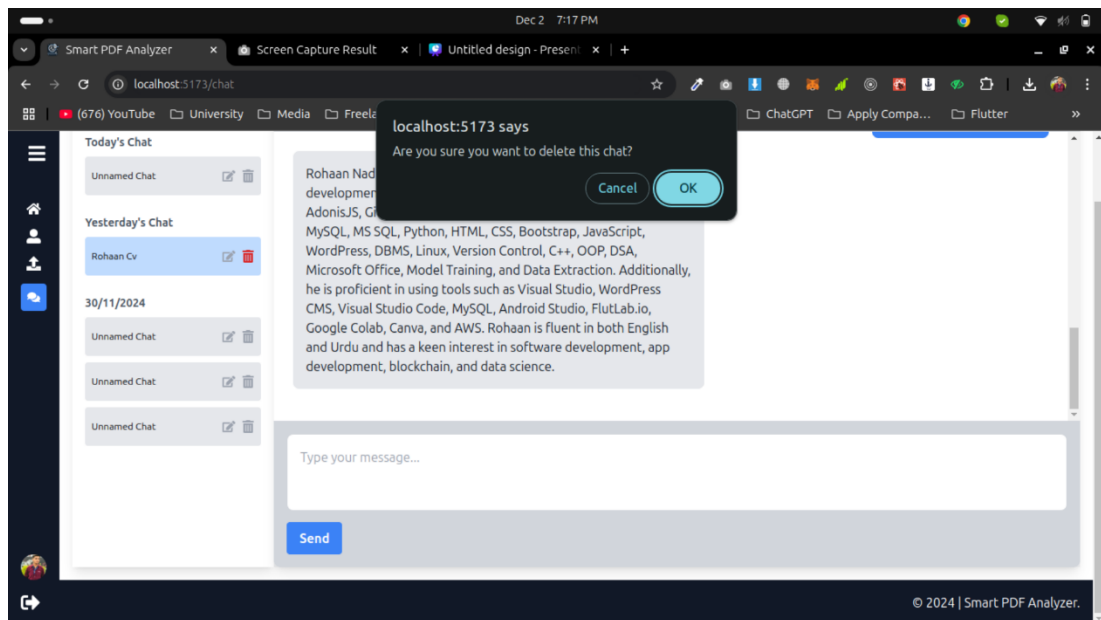 Dec 2 7:17 PM
Smart PDF Analyzer
Screen Capture Result
Untitled design - Present
localhost:5173/chat
(676) YouTube
University
Media
ChatGPT
Apply Compa...
Flutter
»
localhost:5173 says
Are you sure you want to delete this chat?
Cancel
OK
Today's Chat
Unnamed Chat
Yesterday's Chat
Rohaan Cv
30/11/2024
Unnamed Chat
Unnamed Chat
Unnamed Chat
Rohaan
AdonisJS,
MySQL, MS SQL, Python, HTML, CSS, Bootstrap, JavaScript,
WordPress, DBMS, Linux, Version Control, C++, OOP, DSA,
Microsoft Office, Model Training, and Data Extraction. Additionally,
he is proficient in using tools such as Visual Studio, WordPress
CMS, Visual Studio Code, MySQL, Android Studio, FlutLab.io,
Google Colab, Canva, and AWS. Rohaan is fluent in both English
and Urdu and has a keen interest in software development, app
development, blockchain, and data science.
Type your message...
Send
© 2024 | Smart PDF Analyzer.